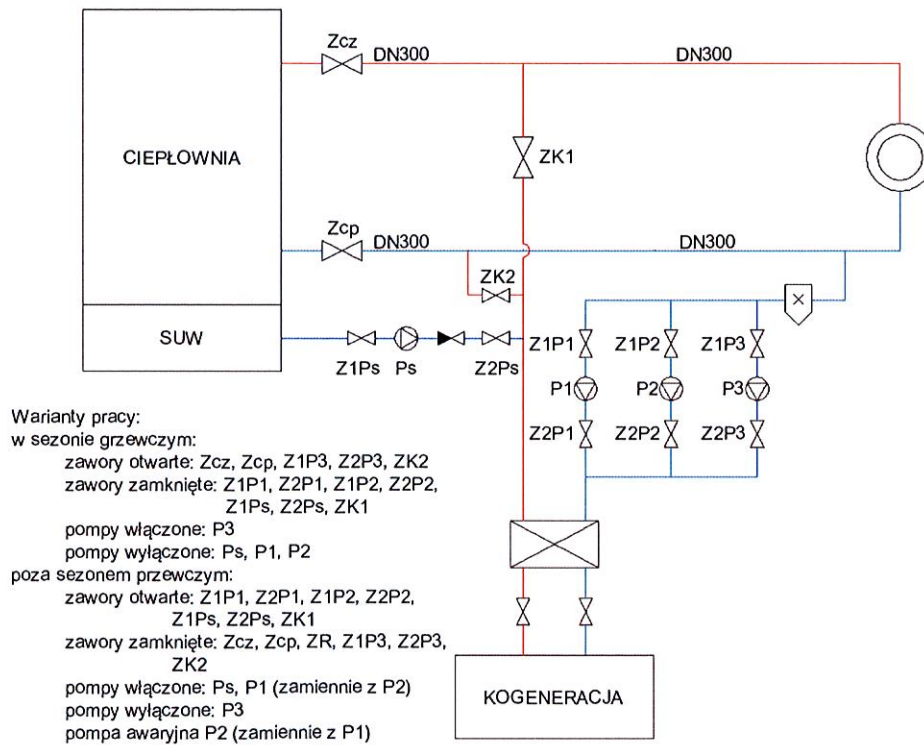 Zcz
DN300
DN300
CIEPŁOWNIA
ZK1
Zcp
DN300
DN300
ZK2
SUW
Z1Ps
Ps
Z2Ps
Z1P1
Z1P2
Z1P3
P1
P2
P3
Z2P1
Z2P2
Z2P3
Warianty pracy:
w sezonie grzewczym:
zawory otwarte: Zcz, Zcp, Z1P3, Z2P3, ZK2
zawory zamknięte: Z1P1, Z2P1, Z1P2, Z2P2,
Z1Ps, Z2Ps, ZK1
pompy włączone: P3
pompy wyłączone: Ps, P1, P2
poza sezonem przewczym:
zawory otwarte: Z1P1, Z2P1, Z1P2, Z2P2,
Z1Ps, Z2Ps, ZK1
zawory zamknięte: Zcz, Zcp, ZR, Z1P3, Z2P3,
ZK2
pompy włączone: Ps, P1 (zamiennie z P2)
pompy wyłączone: P3
pompa awaryjna P2 (zamiennie z P1)
KOGENERACJA